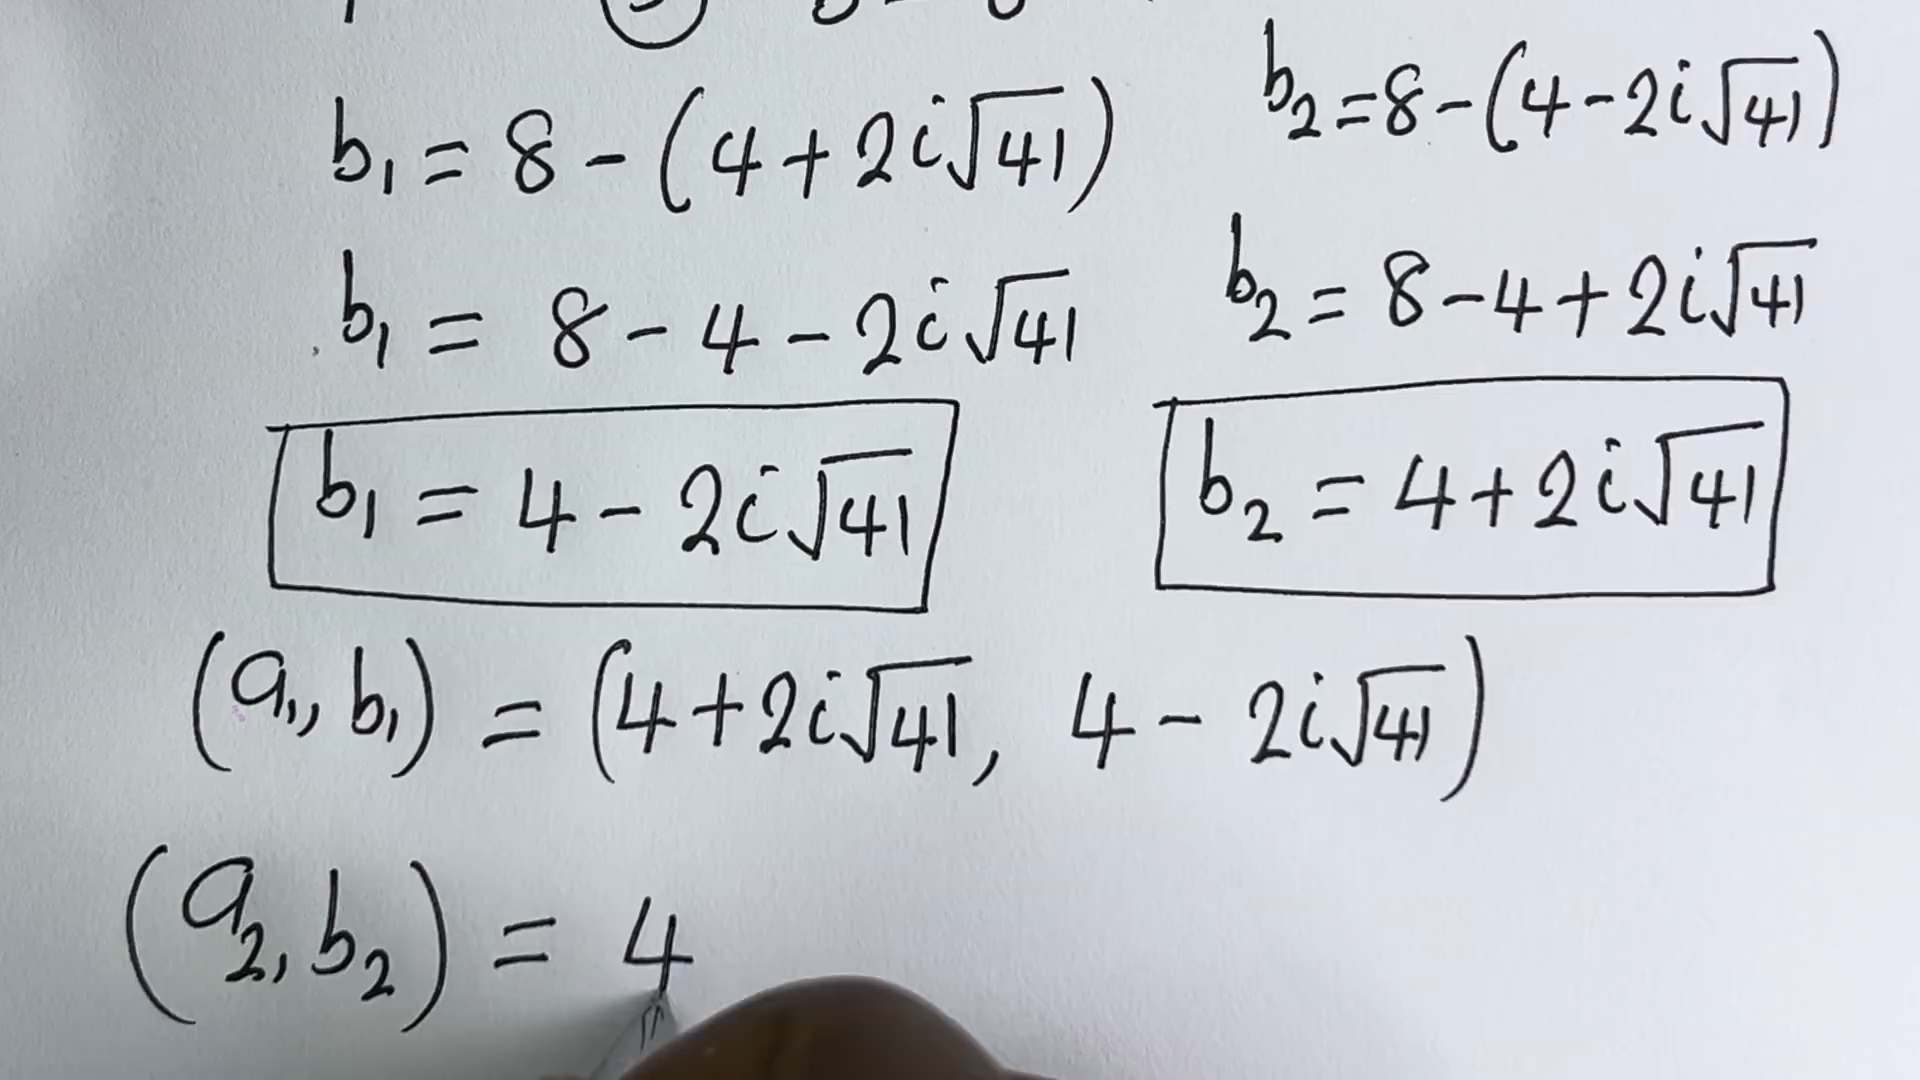 b₁ = 8 - (4 + 2i√41)
b₁ = 8 - 4 - 2i√41
b₁ = 4 - 2i√41
b₂ = 8 - (4 - 2i√41)
b₂ = 8 - 4 + 2i√41
b₂ = 4 + 2i√41
(a₁, b₁) = (4 + 2i√41, 4 - 2i√41)
(a₂, b₂) = 4